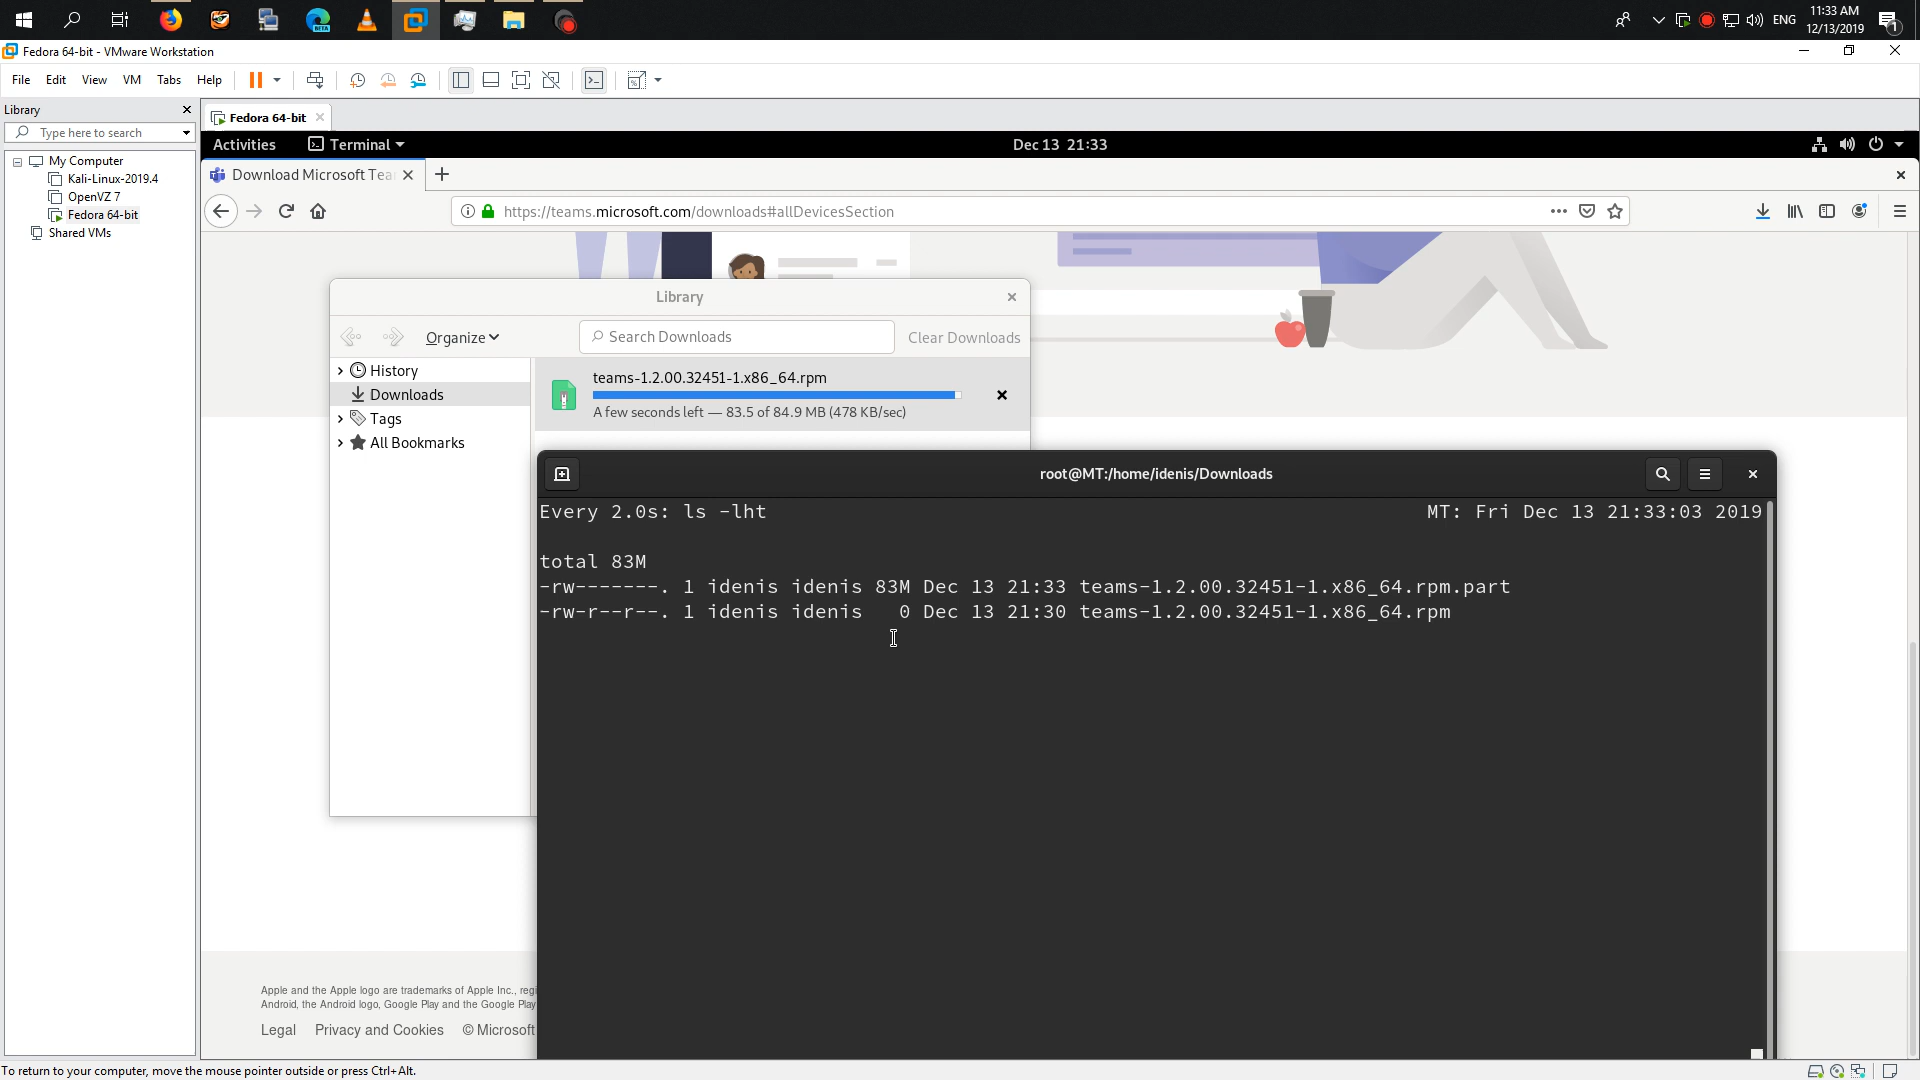 ENG
11:33 AM
12/13/2019
1
Fedora 64-bit - VMware Workstation
File Edit View VM Tabs Help
Library
Type here to search
My Computer
Kali-Linux-2019.4
OpenVZ 7
Fedora 64-bit
Shared VMs
Fedora 64-bit
Activities Terminal Dec 13 21:33
Download Microsoft Tea
https://teams.microsoft.com/downloads#allDevicesSection
Library
Organize Search Downloads Clear Downloads
History
Downloads
Tags
All Bookmarks
teams-1.2.00.32451-1.x86_64.rpm
A few seconds left — 83.5 of 84.9 MB (478 KB/sec)
root@MT:/home/idenis/Downloads
Every 2.0s: ls -lht MT: Fri Dec 13 21:33:03 2019
total 83M
-rw-------. 1 idenis idenis 83M Dec 13 21:33 teams-1.2.00.32451-1.x86_64.rpm.part
-rw-r--r--. 1 idenis idenis 0 Dec 13 21:30 teams-1.2.00.32451-1.x86_64.rpm
Apple and the Apple logo are trademarks of Apple Inc., regi
Android, the Android logo, Google Play and the Google Play
Legal Privacy and Cookies © Microsoft
To return to your computer, move the mouse pointer outside or press Ctrl+Alt.